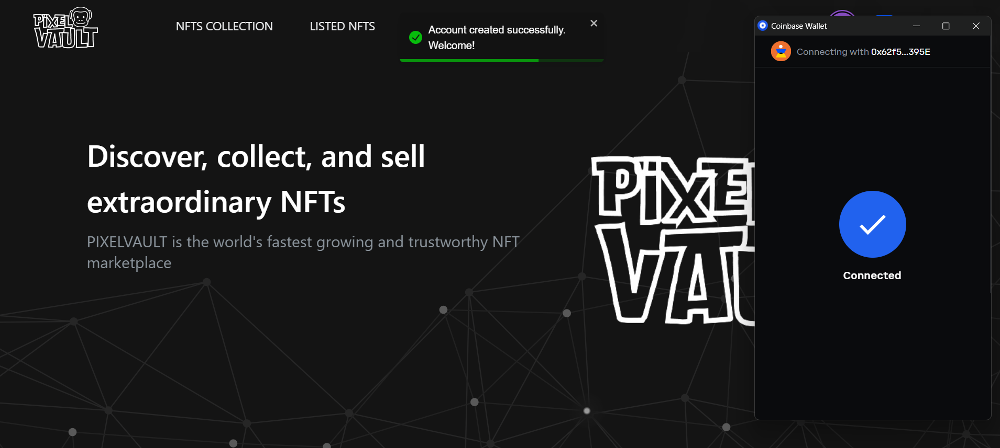 PIXEL
VAULT
NFTS COLLECTION
LISTED NFTS
Account created successfully.
Welcome!
Discover, collect, and sell
extraordinary NFTs
PIXELVAULT is the world's fastest growing and trustworthy NFT
marketplace
PIXEL
VAU
Coinbase Wallet
Connecting with 0x62f5...395E
Connected